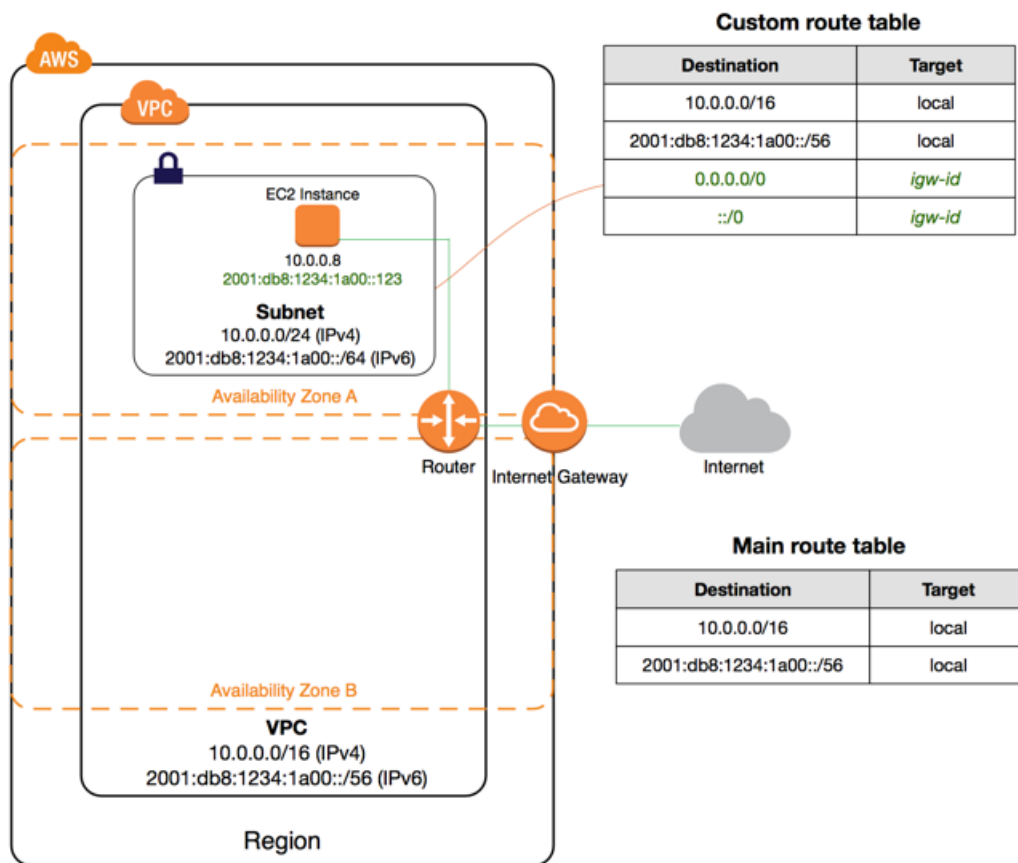 AWS
VPC
EC2 Instance
10.0.0.8
2001:db8:1234:1a00::123
Subnet
10.0.0.0/24 (IPv4)
2001:db8:1234:1a00::/64 (IPv6)
Availability Zone A
Router
Internet Gateway
Internet
Availability Zone B
VPC
10.0.0.0/16 (IPv4)
2001:db8:1234:1a00::/56 (IPv6)
Region
Custom route table
Destination Target
10.0.0.0/16 local
2001:db8:1234:1a00::/56 local
0.0.0.0/0 igw-id
::/0 igw-id
Main route table
Destination Target
10.0.0.0/16 local
2001:db8:1234:1a00::/56 local